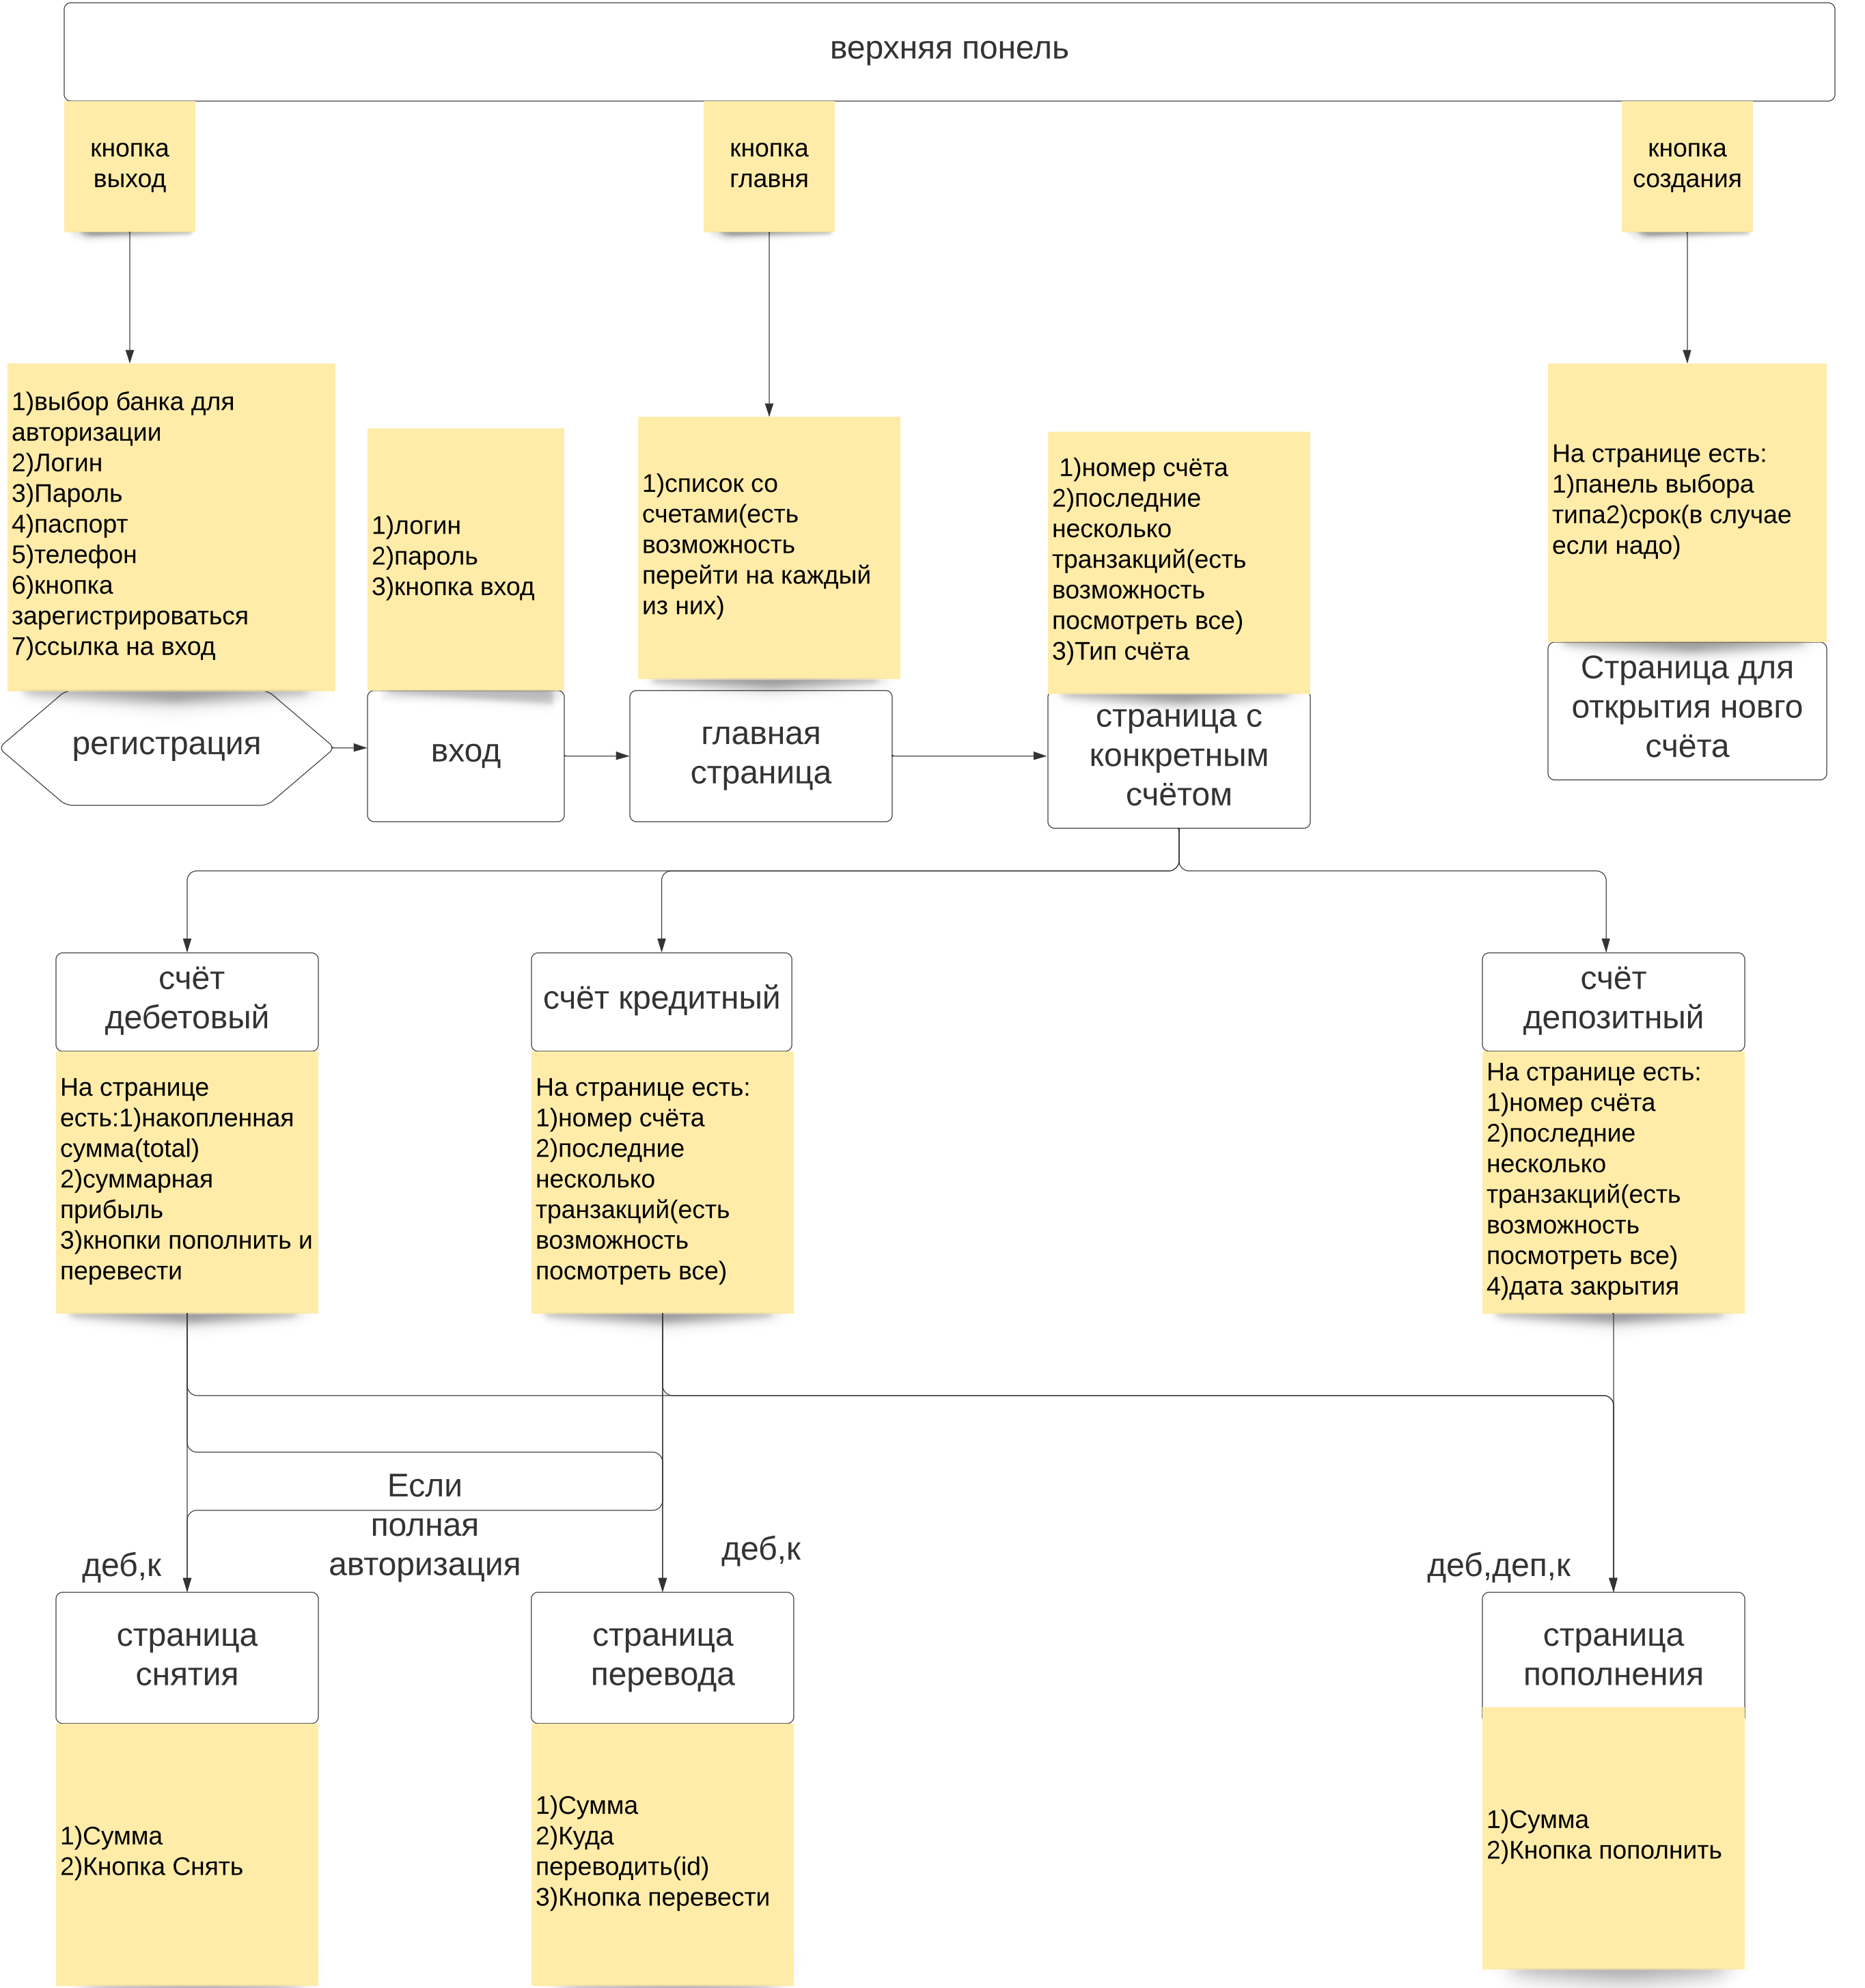 верхняя понель
кнопка
выход
кнопка
главня
кнопка
создания
1)выбор банка для
авторизации
2)Логин
3)Пароль
4)паспорт
5)телефон
6)кнопка
зарегистрироваться
7)ссылка на вход
1)логин
2)пароль
3)кнопка вход
1)список со
счетами(есть
возможность
перейти на каждый
из них)
1)номер счёта
2)последние
несколько
транзакций(есть
возможность
посмотреть все)
3)Тип счёта
На странице есть:
1)панель выбора
типа2)срок(в случае
если надо)
регистрация
вход
главная
страница
страница с
конкретным
счётом
Страница для
открытия новго
счёта
счёт
дебетовый
счёт кредитный
счёт
депозитный
На странице
есть:1)накопленная
сумма(total)
2)суммарная
прибыль
3)кнопки пополнить и
перевести
На странице есть:
1)номер счёта
2)последние
несколько
транзакций(есть
возможность
посмотреть все)
На странице есть:
1)номер счёта
2)последние
несколько
транзакций(есть
возможность
посмотреть все)
4)дата закрытия
Если
полная
авторизация
деб,к
деб,к
деб,деп,к
страница
снятия
страница
перевода
страница
пополнения
1)Сумма
2)Кнопка Снять
1)Сумма
2)Куда
переводить(id)
3)Кнопка перевести
1)Сумма
2)Кнопка пополнить